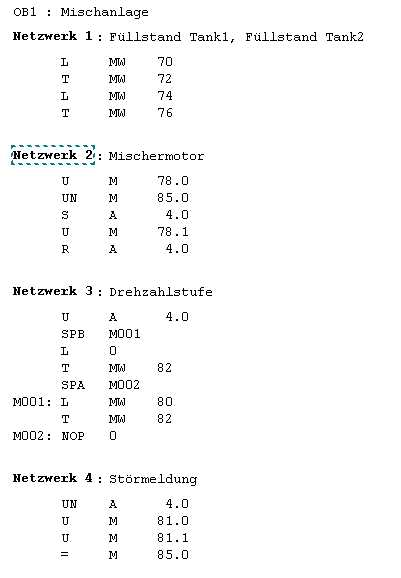 OB1 : Mischanlage
Netzwerk 1 : Füllstand Tank1, Füllstand Tank2
L MW 70
T MW 72
L MW 74
T MW 76
Netzwerk 2 : Mischermotor
U M 78.0
UN M 85.0
S A 4.0
U M 78.1
R A 4.0
Netzwerk 3 : Drehzahlstufe
U A 4.0
SPB M001
L 0
T MW 82
SPA M002
M001: L MW 80
T MW 82
M002: NOP 0
Netzwerk 4 : Störmeldung
UN A 4.0
U M 81.0
U M 81.1
= M 85.0